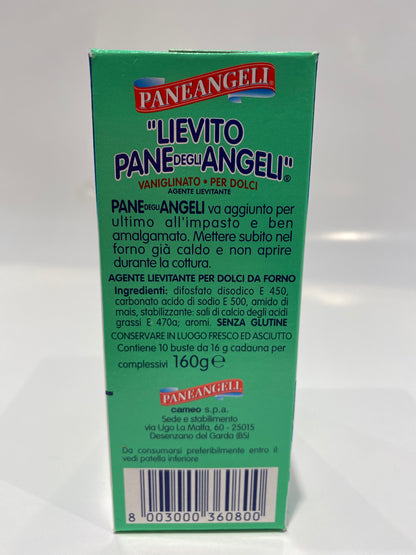 PANEANGELI
"LIEVITO
PANE DEGLI ANGELI"®
VANIGLINATO • PER DOLCI
AGENTE LIEVITANTE
PANE DEGLI ANGELI va aggiunto per
ultimo all'impasto e ben
amalgamato. Mettere subito nel
forno già caldo e non aprire
durante la cottura.
AGENTE LIEVITANTE PER DOLCI DA FORNO
Ingredienti: difosfato disodico E 450,
carbonato acido di sodio E 500, amido di
mais, stabilizzante: sali di calcio degli acidi
grassi E 470a; aromi. SENZA GLUTINE
CONSERVARE IN LUOGO FRESCO ED ASCIUTTO
Contiene 10 buste da 16 g cadauna per
complessivi 160g℮
PANEANGELI
cameo s.p.a.
Sede e stabilimento
via Ugo La Malfa, 60 - 25015
Desenzano del Garda (BS)
Da consumarsi preferibilmente entro il
vedi patella inferiore
8 003000 360800